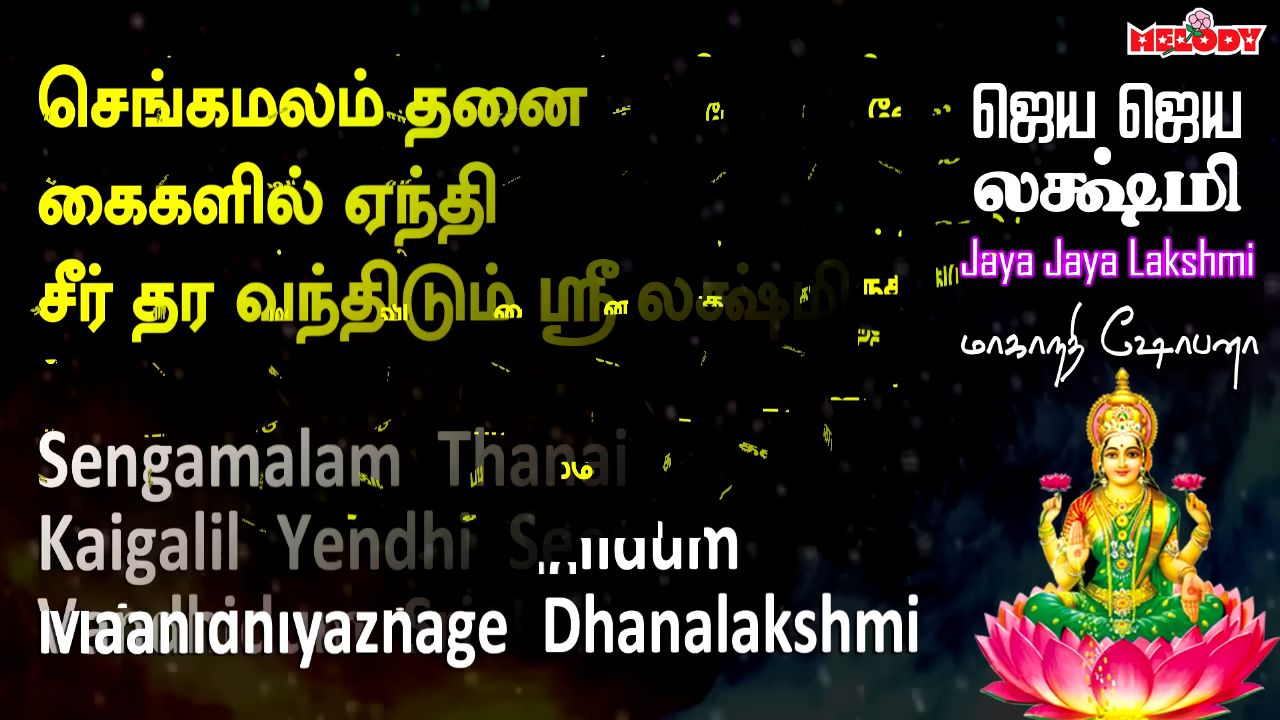 MELODY
செங்கமலம் தனை
கைகளில் ஏந்தி
சீர் தர வந்திடும் ஸ்ரீ லக்ஷ்மி
ஜெய ஜெய
லக்ஷ்மி
Jaya Jaya Lakshmi
மாகாநதி ஷோபனா
Sengamalam Thanai
Kaigalil Yendhi
Dhanalakshmi